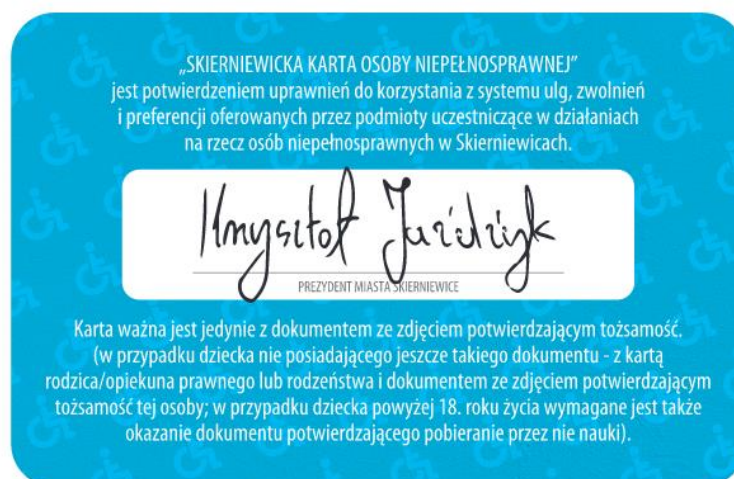 „SKIERNIEWICKA KARTA OSOBY NIEPEŁNOSPRAWNEJ”
jest potwierdzeniem uprawnień do korzystania z systemu ulg, zwolnień
i preferencji oferowanych przez podmioty uczestniczące w działaniach
na rzecz osób niepełnosprawnych w Skierniewicach.
Krzysztof Jażdżyk
PREZYDENT MIASTA SKIERNIEWICE
Karta ważna jest jedynie z dokumentem ze zdjęciem potwierdzającym tożsamość.
(w przypadku dziecka nie posiadającego jeszcze takiego dokumentu - z kartą
rodzica/opiekuna prawnego lub rodzeństwa i dokumentem ze zdjęciem potwierdzającym
tożsamość tej osoby; w przypadku dziecka powyżej 18. roku życia wymagane jest także
okazanie dokumentu potwierdzającego pobieranie przez nie nauki).